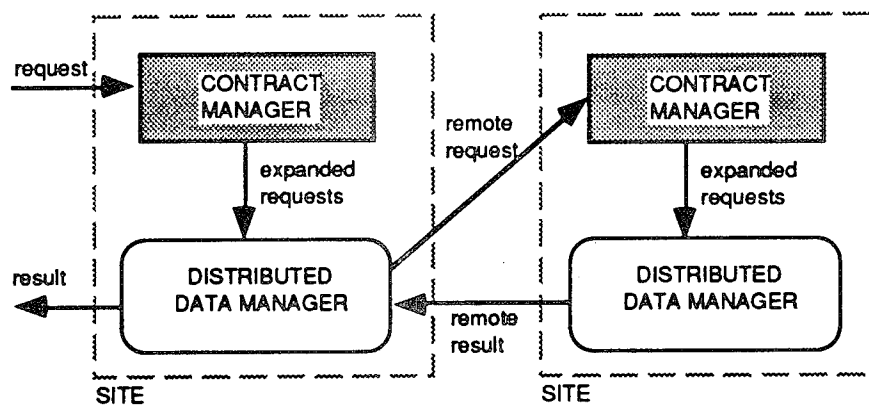 request
CONTRACT
MANAGER
expanded
requests
DISTRIBUTED
DATA MANAGER
result
SITE
remote
request
remote
result
CONTRACT
MANAGER
expanded
requests
DISTRIBUTED
DATA MANAGER
SITE